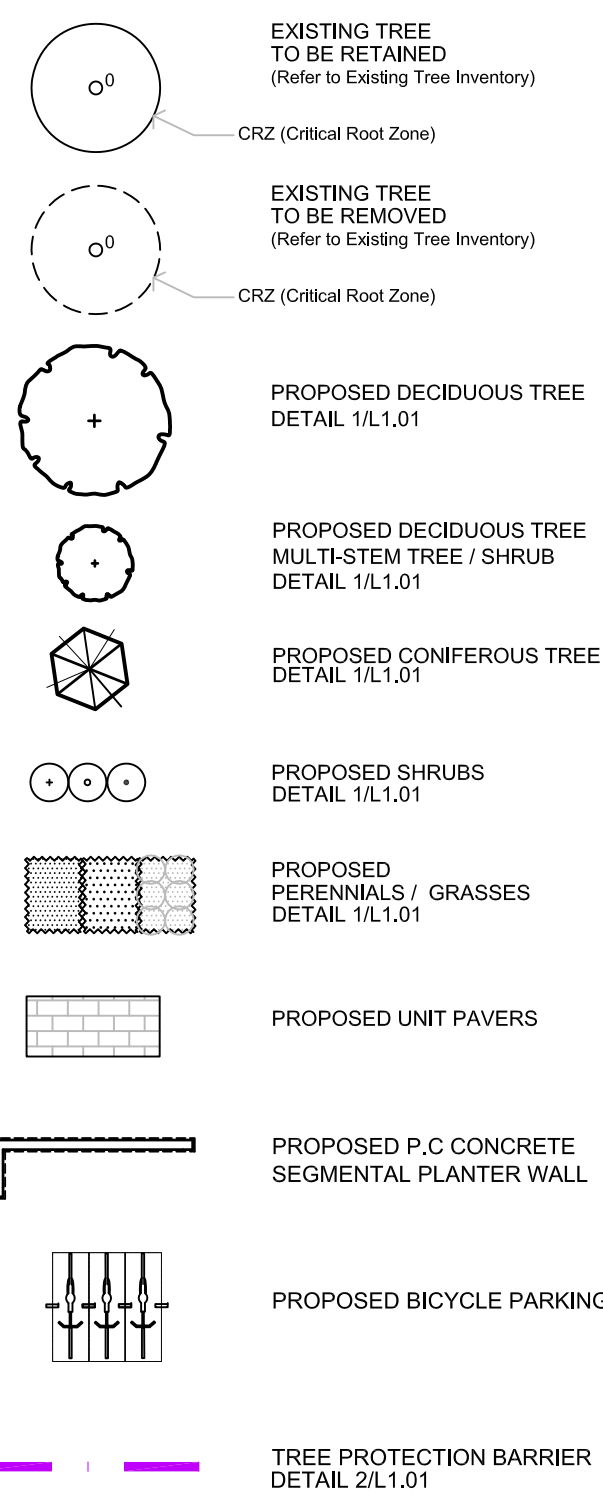 EXISTING TREE
TO BE RETAINED
(Refer to Existing Tree Inventory)
0
CRZ (Critical Root Zone)
EXISTING TREE
TO BE REMOVED
(Refer to Existing Tree Inventory)
0
CRZ (Critical Root Zone)
PROPOSED DECIDUOUS TREE
DETAIL 1/L1.01
PROPOSED DECIDUOUS TREE
MULTI-STEM TREE / SHRUB
DETAIL 1/L1.01
PROPOSED CONIFEROUS TREE
DETAIL 1/L1.01
PROPOSED SHRUBS
DETAIL 1/L1.01
PROPOSED
PERENNIALS / GRASSES
DETAIL 1/L1.01
PROPOSED UNIT PAVERS
PROPOSED P.C CONCRETE
SEGMENTAL PLANTER WALL
PROPOSED BICYCLE PARKING
TREE PROTECTION BARRIER
DETAIL 2/L1.01